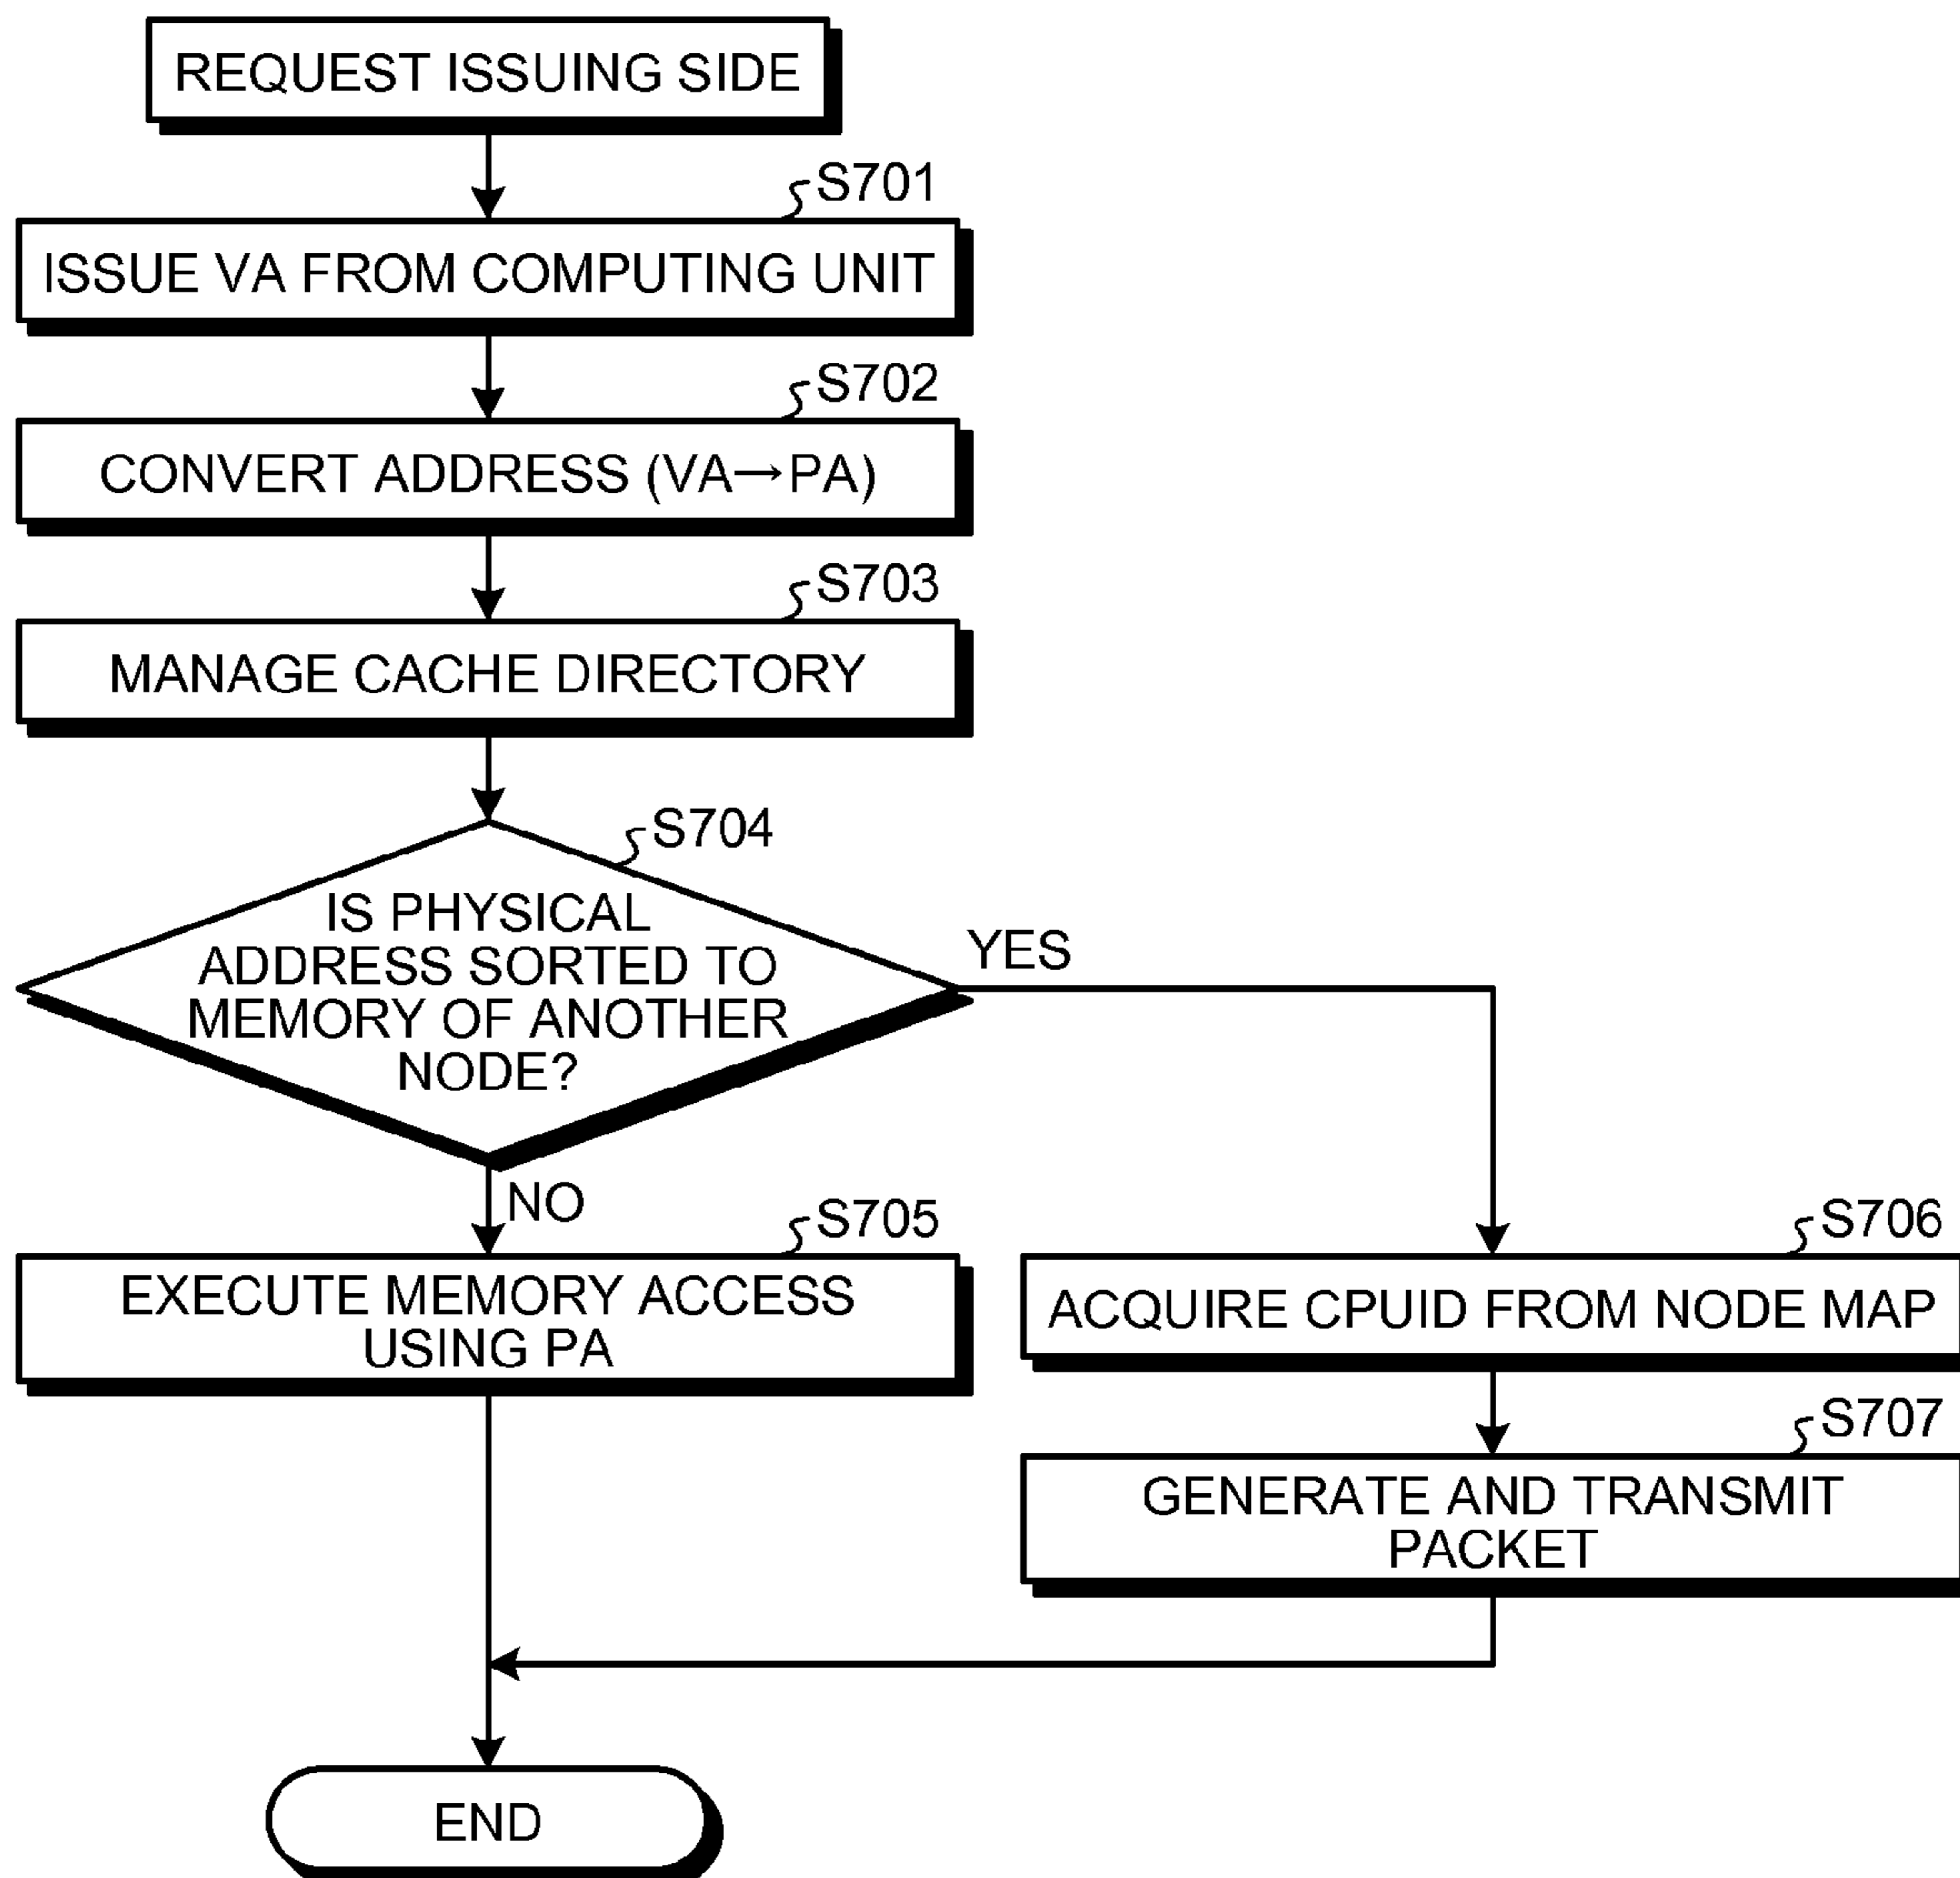 REQUEST ISSUING SIDE
S701
ISSUE VA FROM COMPUTING UNIT
S702
CONVERT ADDRESS (VA→PA)
S703
MANAGE CACHE DIRECTORY
S704
IS PHYSICAL
ADDRESS SORTED TO
MEMORY OF ANOTHER
NODE?
YES
NO
S705
EXECUTE MEMORY ACCESS
USING PA
S706
ACQUIRE CPUID FROM NODE MAP
S707
GENERATE AND TRANSMIT
PACKET
END